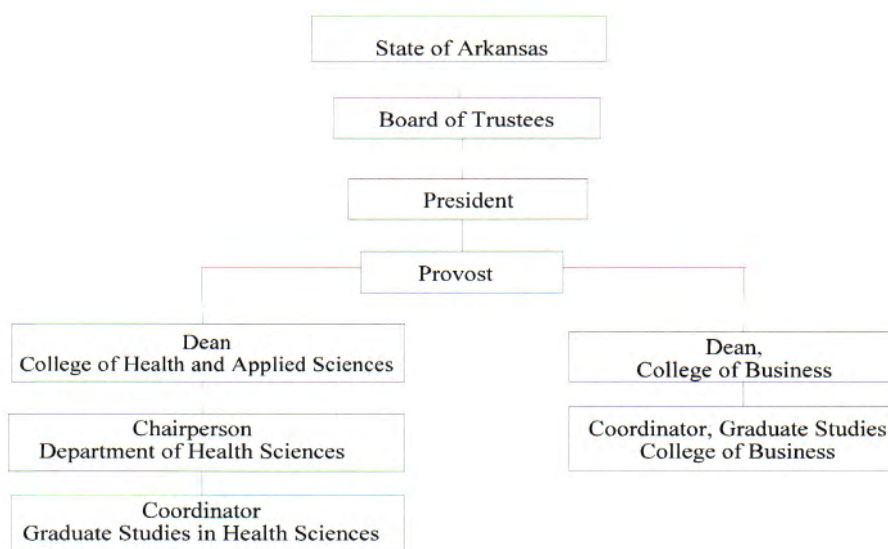 State of Arkansas
Board of Trustees
President
Provost
Dean
College of Health and Applied Sciences
Chairperson
Department of Health Sciences
Coordinator
Graduate Studies in Health Sciences
Dean,
College of Business
Coordinator, Graduate Studies
College of Business